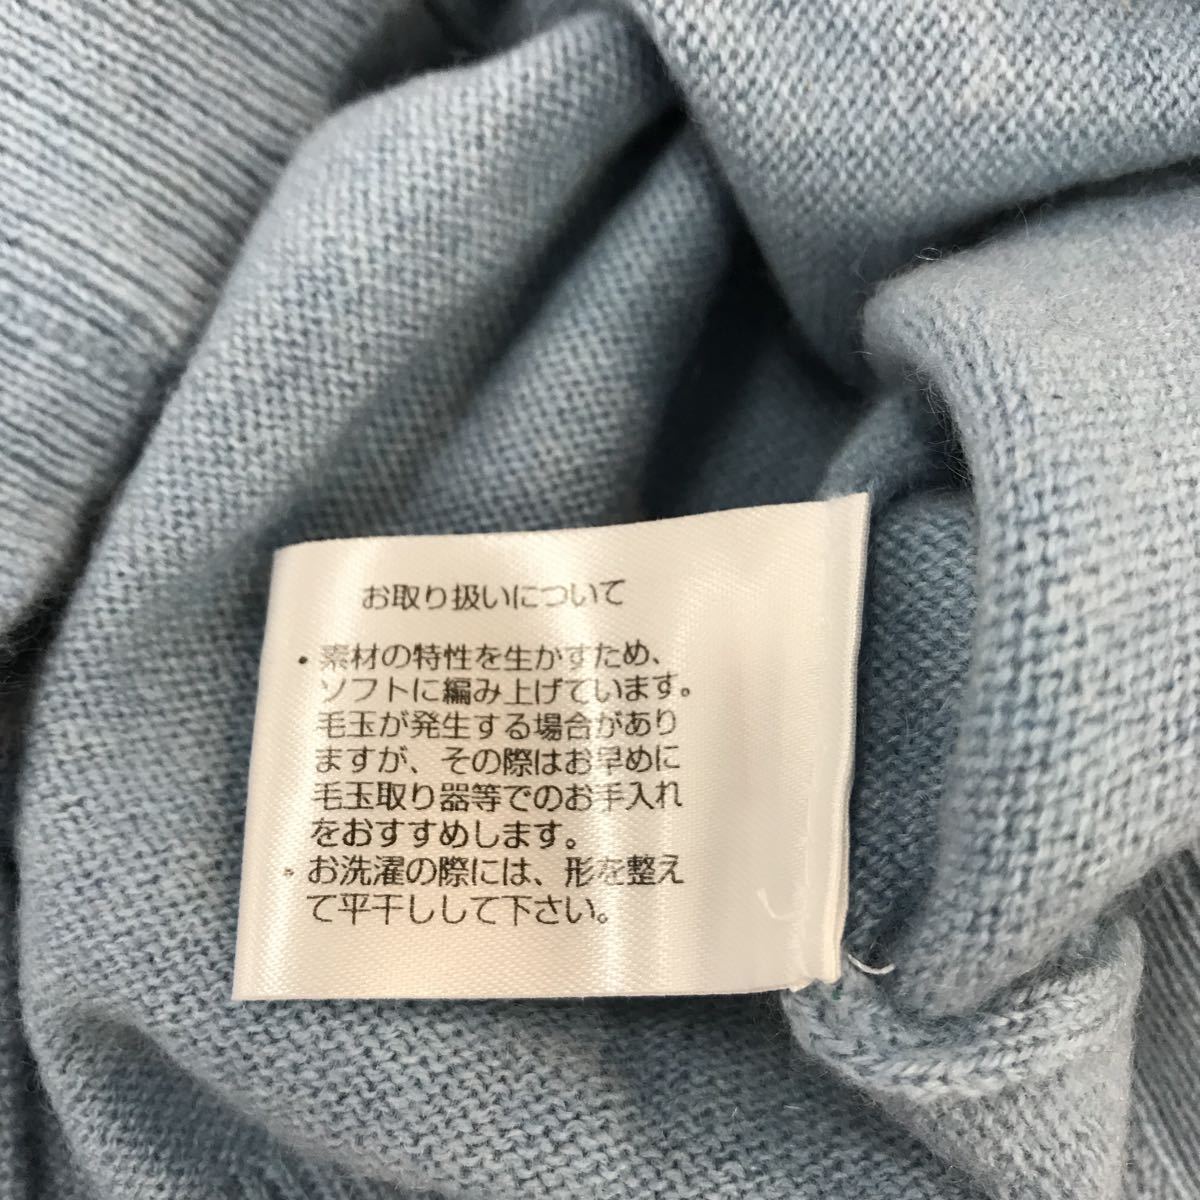 お取り扱いについて
・素材の特性を生かすため、
ソフトに編み上げています。
毛玉が発生する場合があり
ますが、その際はお早めに
毛玉取り器等でのお手入れ
をおすすめします。
・お洗濯の際には、形を整え
て平干しして下さい。